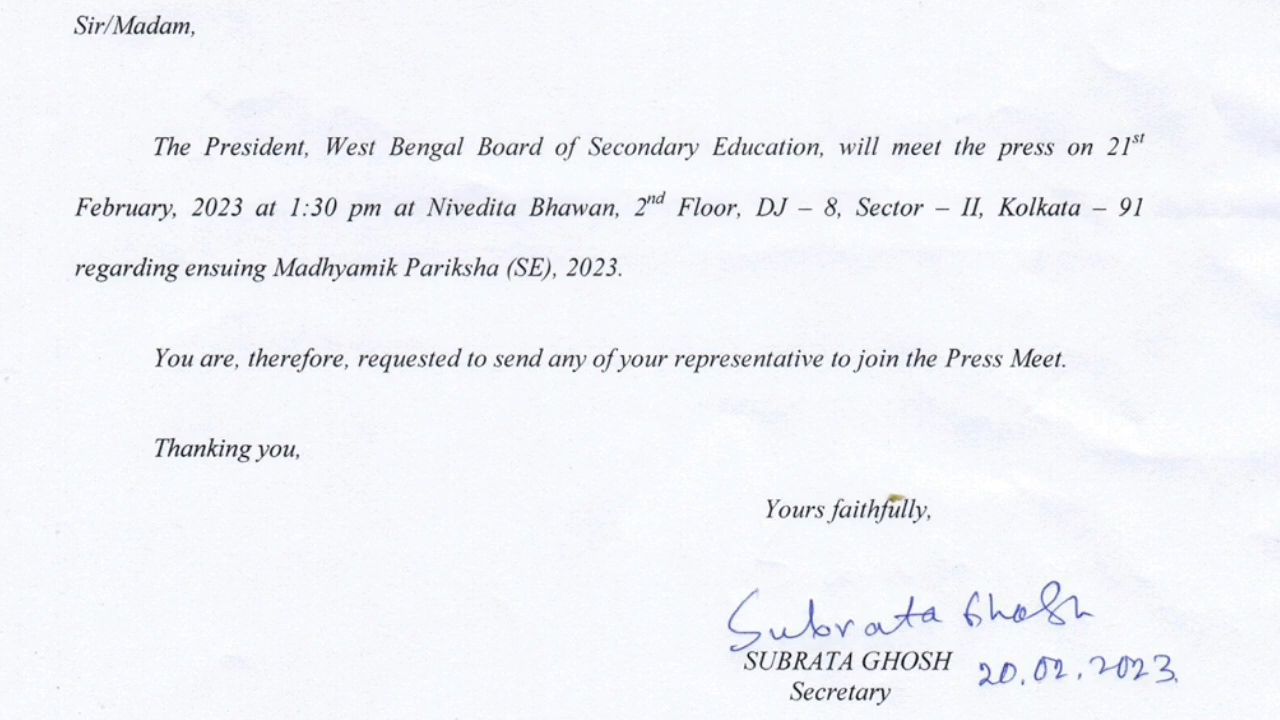 Sir/Madam,
The President, West Bengal Board of Secondary Education, will meet the press on 21st
February, 2023 at 1:30 pm at Nivedita Bhawan, 2nd Floor, DJ – 8, Sector – II, Kolkata – 91
regarding ensuing Madhyamik Pariksha (SE), 2023.
You are, therefore, requested to send any of your representative to join the Press Meet.
Thanking you,
Yours faithfully,
Subrata Ghosh
SUBRATA GHOSH
20.02.2023.
Secretary